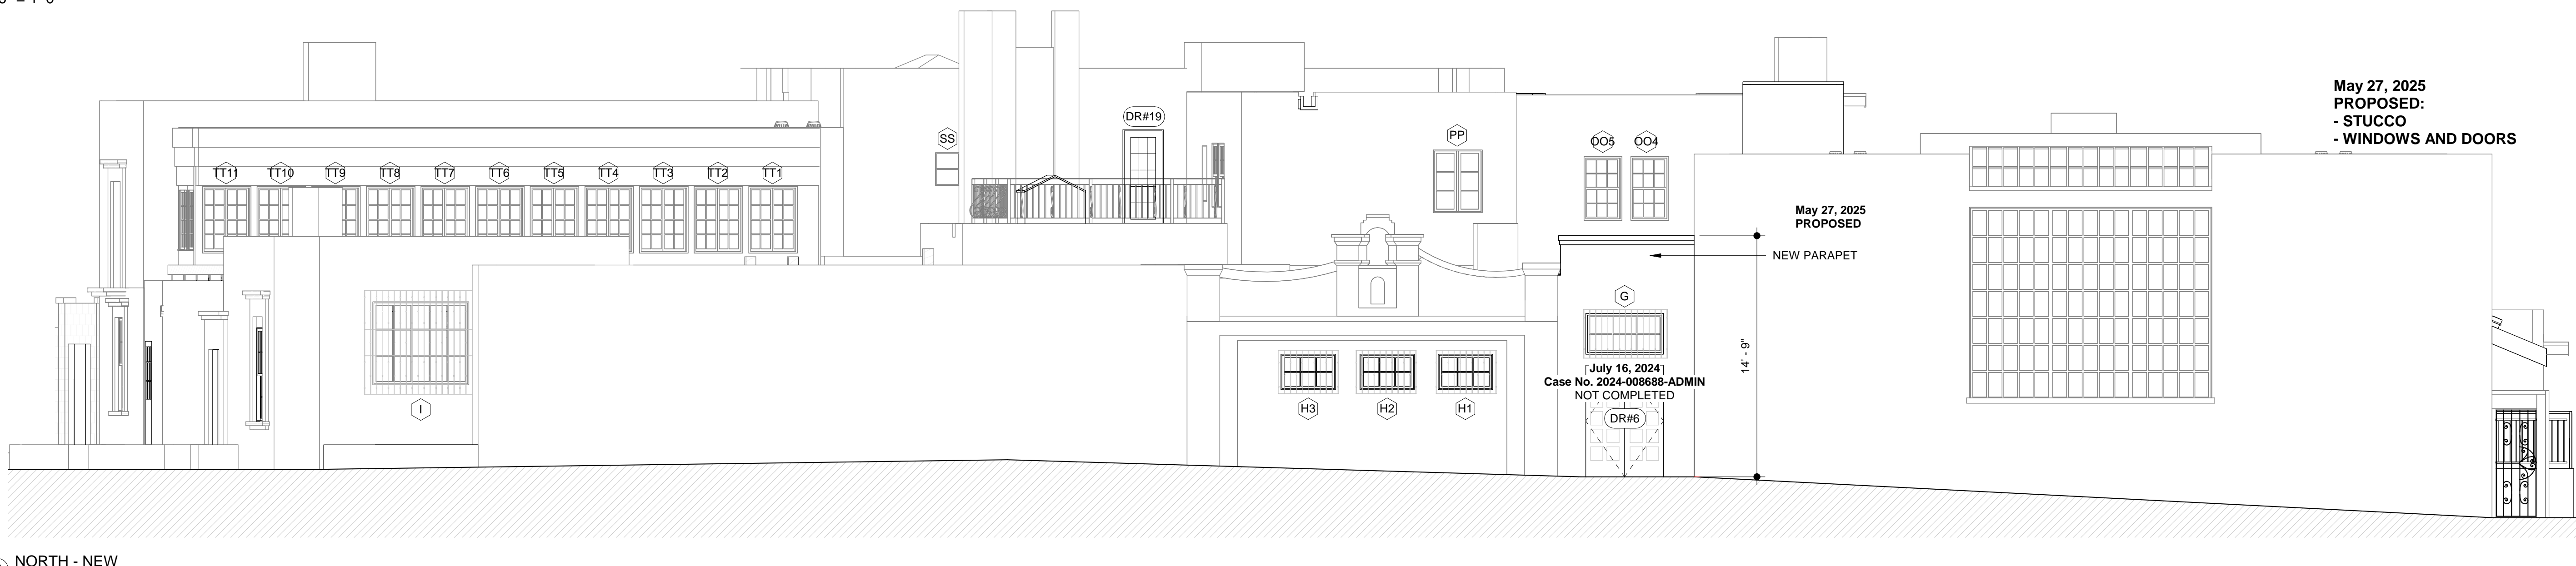 May 27, 2025
PROPOSED:
- STUCCO
- WINDOWS AND DOORS
DR#19
SS
PP
OO5
OO4
TT11
TT10
TT9
TT8
TT7
TT6
TT5
TT4
TT3
TT2
TT1
May 27, 2025
PROPOSED
NEW PARAPET
G
14' - 9"
July 16, 2024
Case No. 2024-008688-ADMIN
NOT COMPLETED
DR#6
I
H3
H2
H1
NORTH - NEW